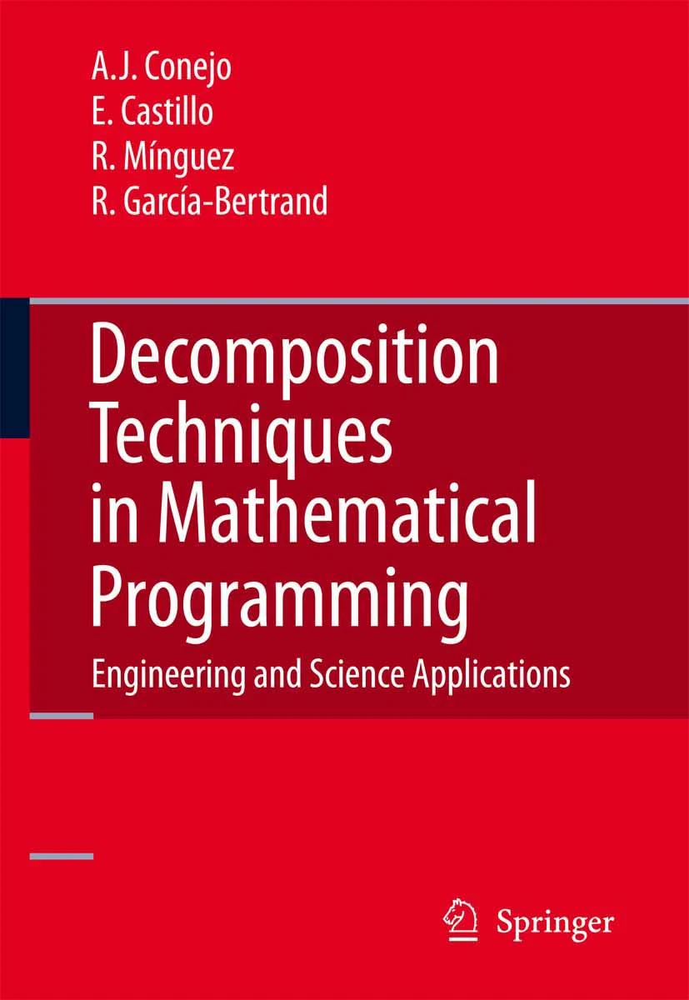 A.J. Conejo
E. Castillo
R. Mínguez
R. García-Bertrand
Decomposition
Techniques
in Mathematical
Programming
Engineering and Science Applications
Springer